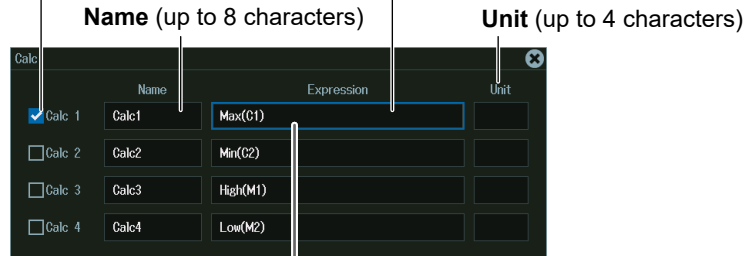 Name (up to 8 characters) Unit (up to 4 characters)
Calc
Name Expression Unit
Calc 1 Calc1 Max(C1)
Calc 2 Calc2 Min(C2)
Calc 3 Calc3 High(M1)
Calc 4 Calc4 Low(M2)